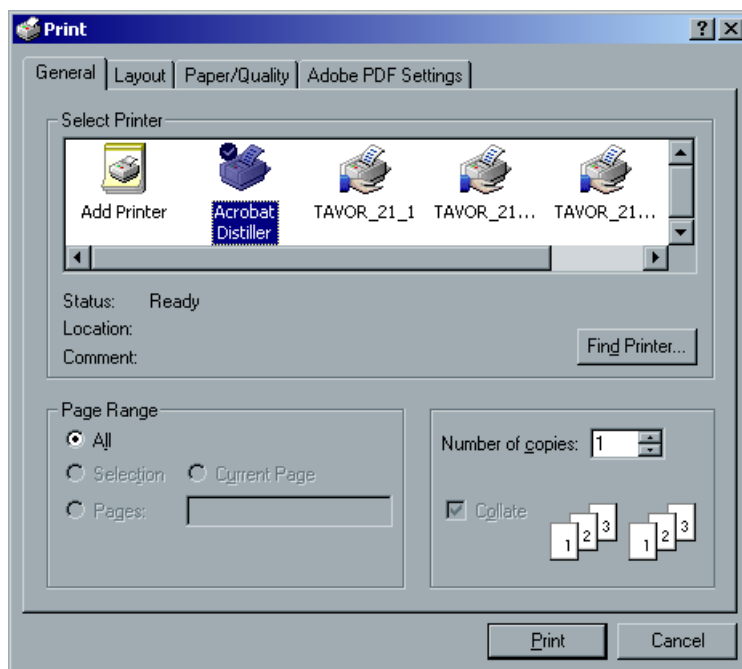 Print
General Layout Paper/Quality Adobe PDF Settings
Select Printer
Add Printer Acrobat Distiller TAVOR_21_1 TAVOR_21... TAVOR_21...
Status: Ready
Location:
Comment:
Find Printer...
Page Range
All
Selection Current Page
Pages:
Number of copies: 1
Collate
1 2 3 1 2 3
Print Cancel